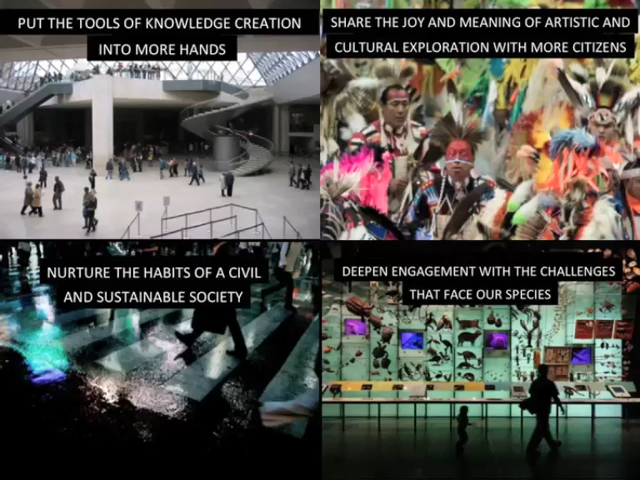 PUT THE TOOLS OF KNOWLEDGE CREATION
INTO MORE HANDS
SHARE THE JOY AND MEANING OF ARTISTIC AND
CULTURAL EXPLORATION WITH MORE CITIZENS
NURTURE THE HABITS OF A CIVIL
AND SUSTAINABLE SOCIETY
DEEPEN ENGAGEMENT WITH THE CHALLENGES
THAT FACE OUR SPECIES